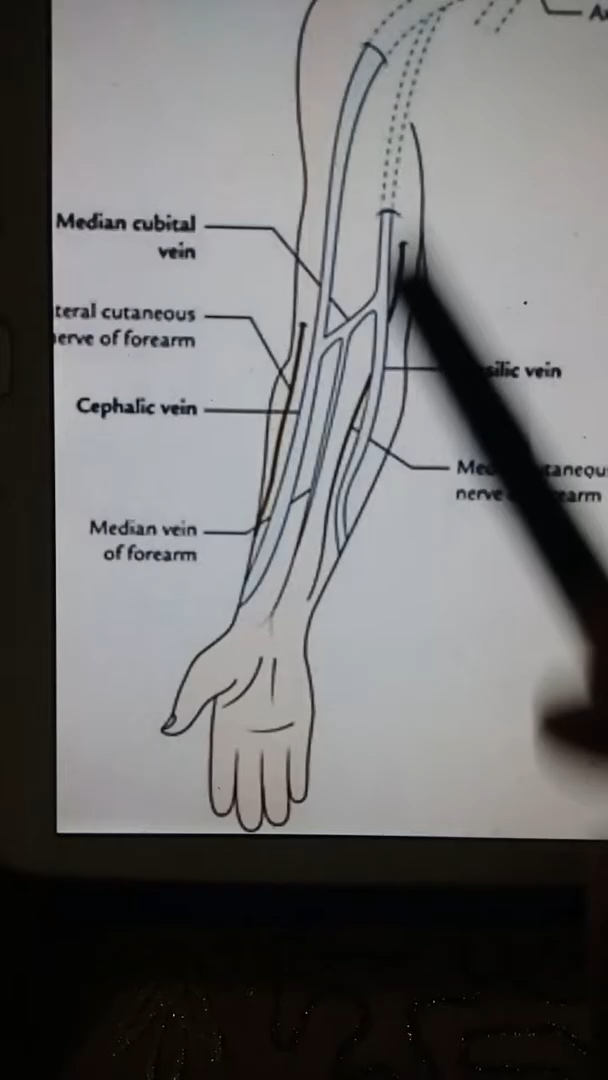 A
Median cubital
vein
teral cutaneous
erve of forearm
Cephalic vein
silic vein
Me taneou
nerve earm
Median vein
of forearm